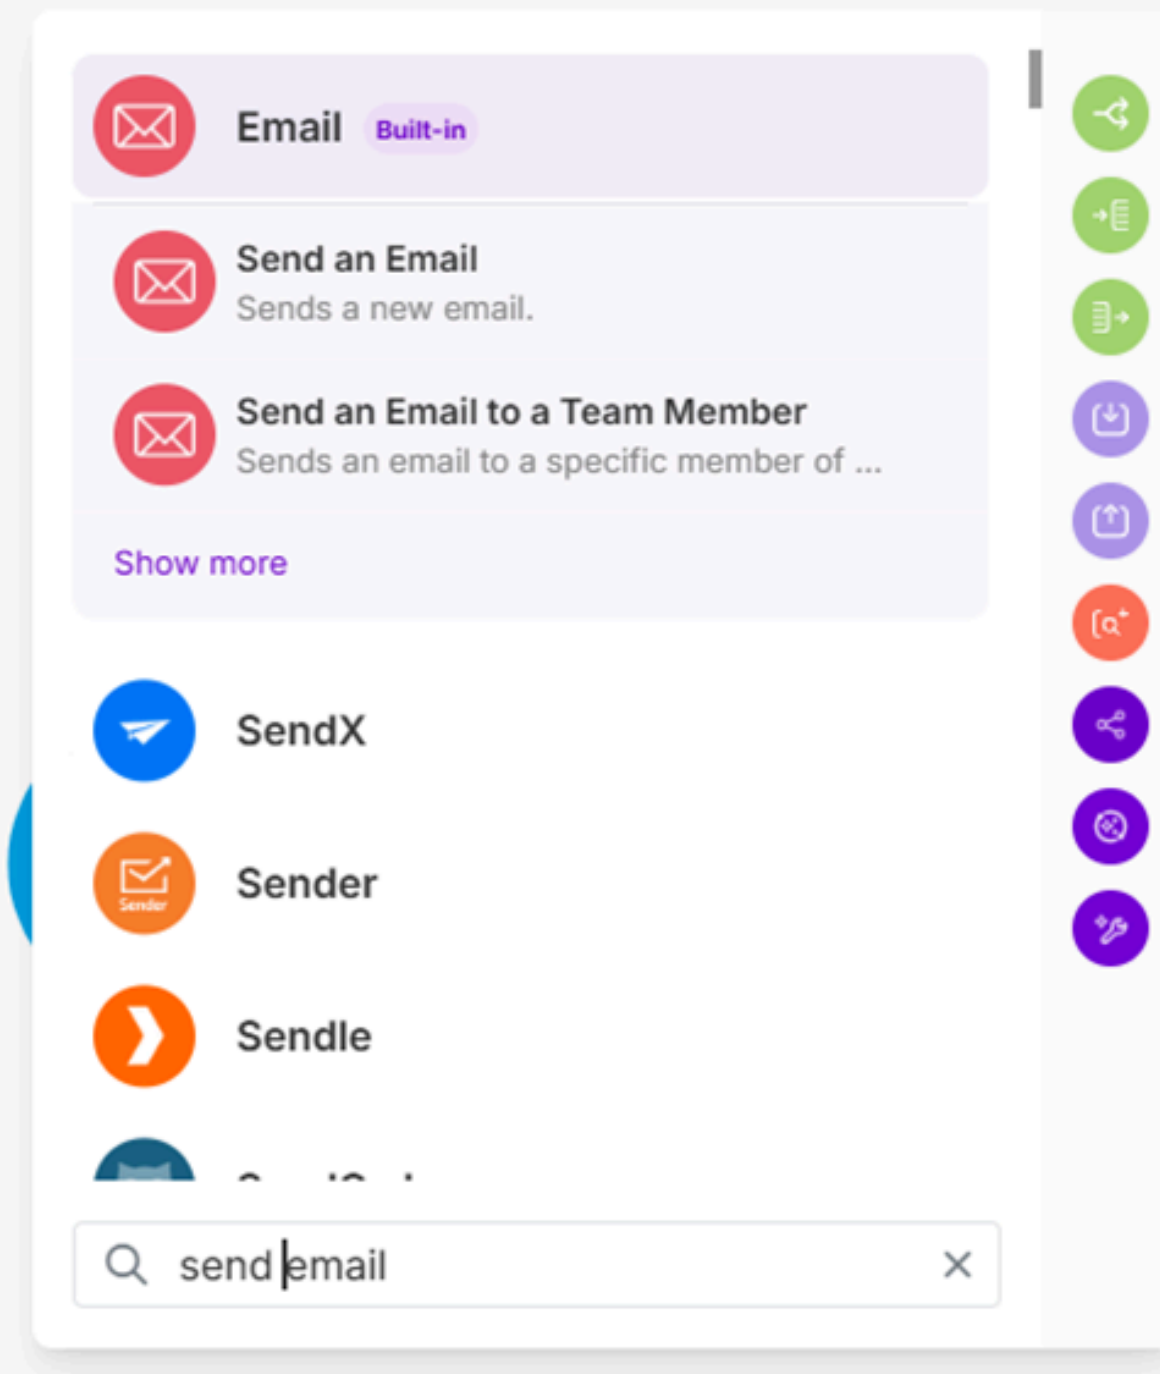 Email Built-in
Send an Email
Sends a new email.
Send an Email to a Team Member
Sends an email to a specific member of ...
Show more
SendX
Sender
Sender
Sendle
send email